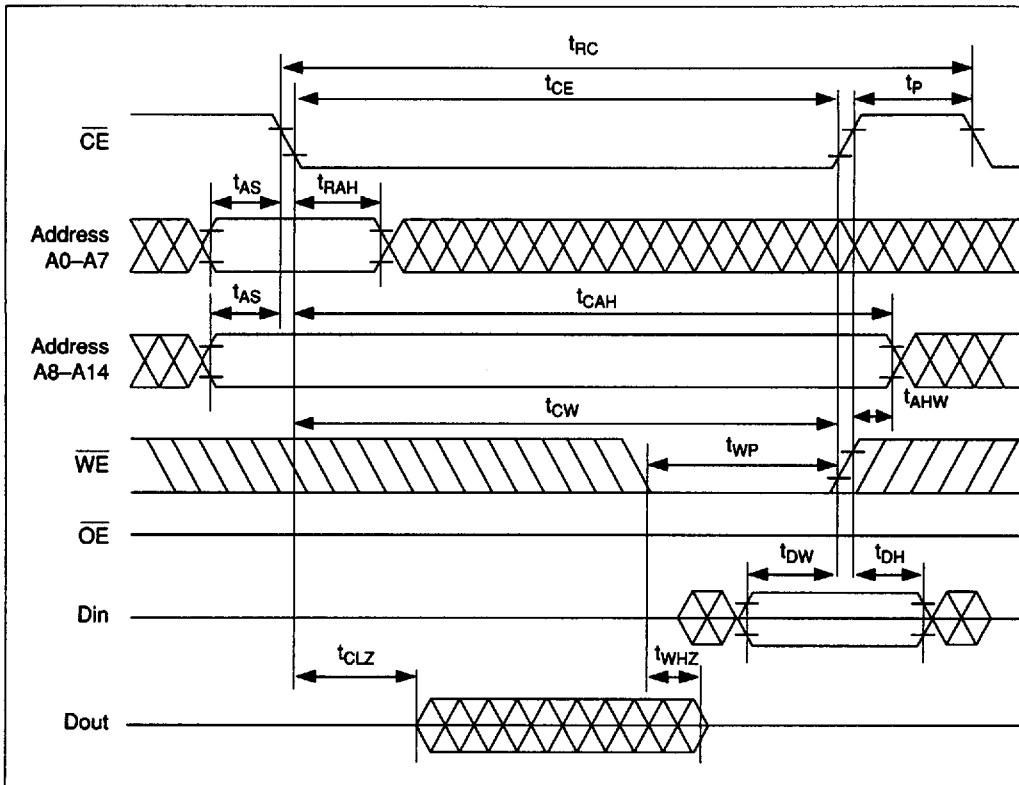 tRC
tCE
tP
CE
tAS
tRAH
Address
A0–A7
tAS
tCAH
Address
A8–A14
tAHW
tCW
WE
tWP
OE
tDW
tDH
Din
tCLZ
tWHZ
Dout